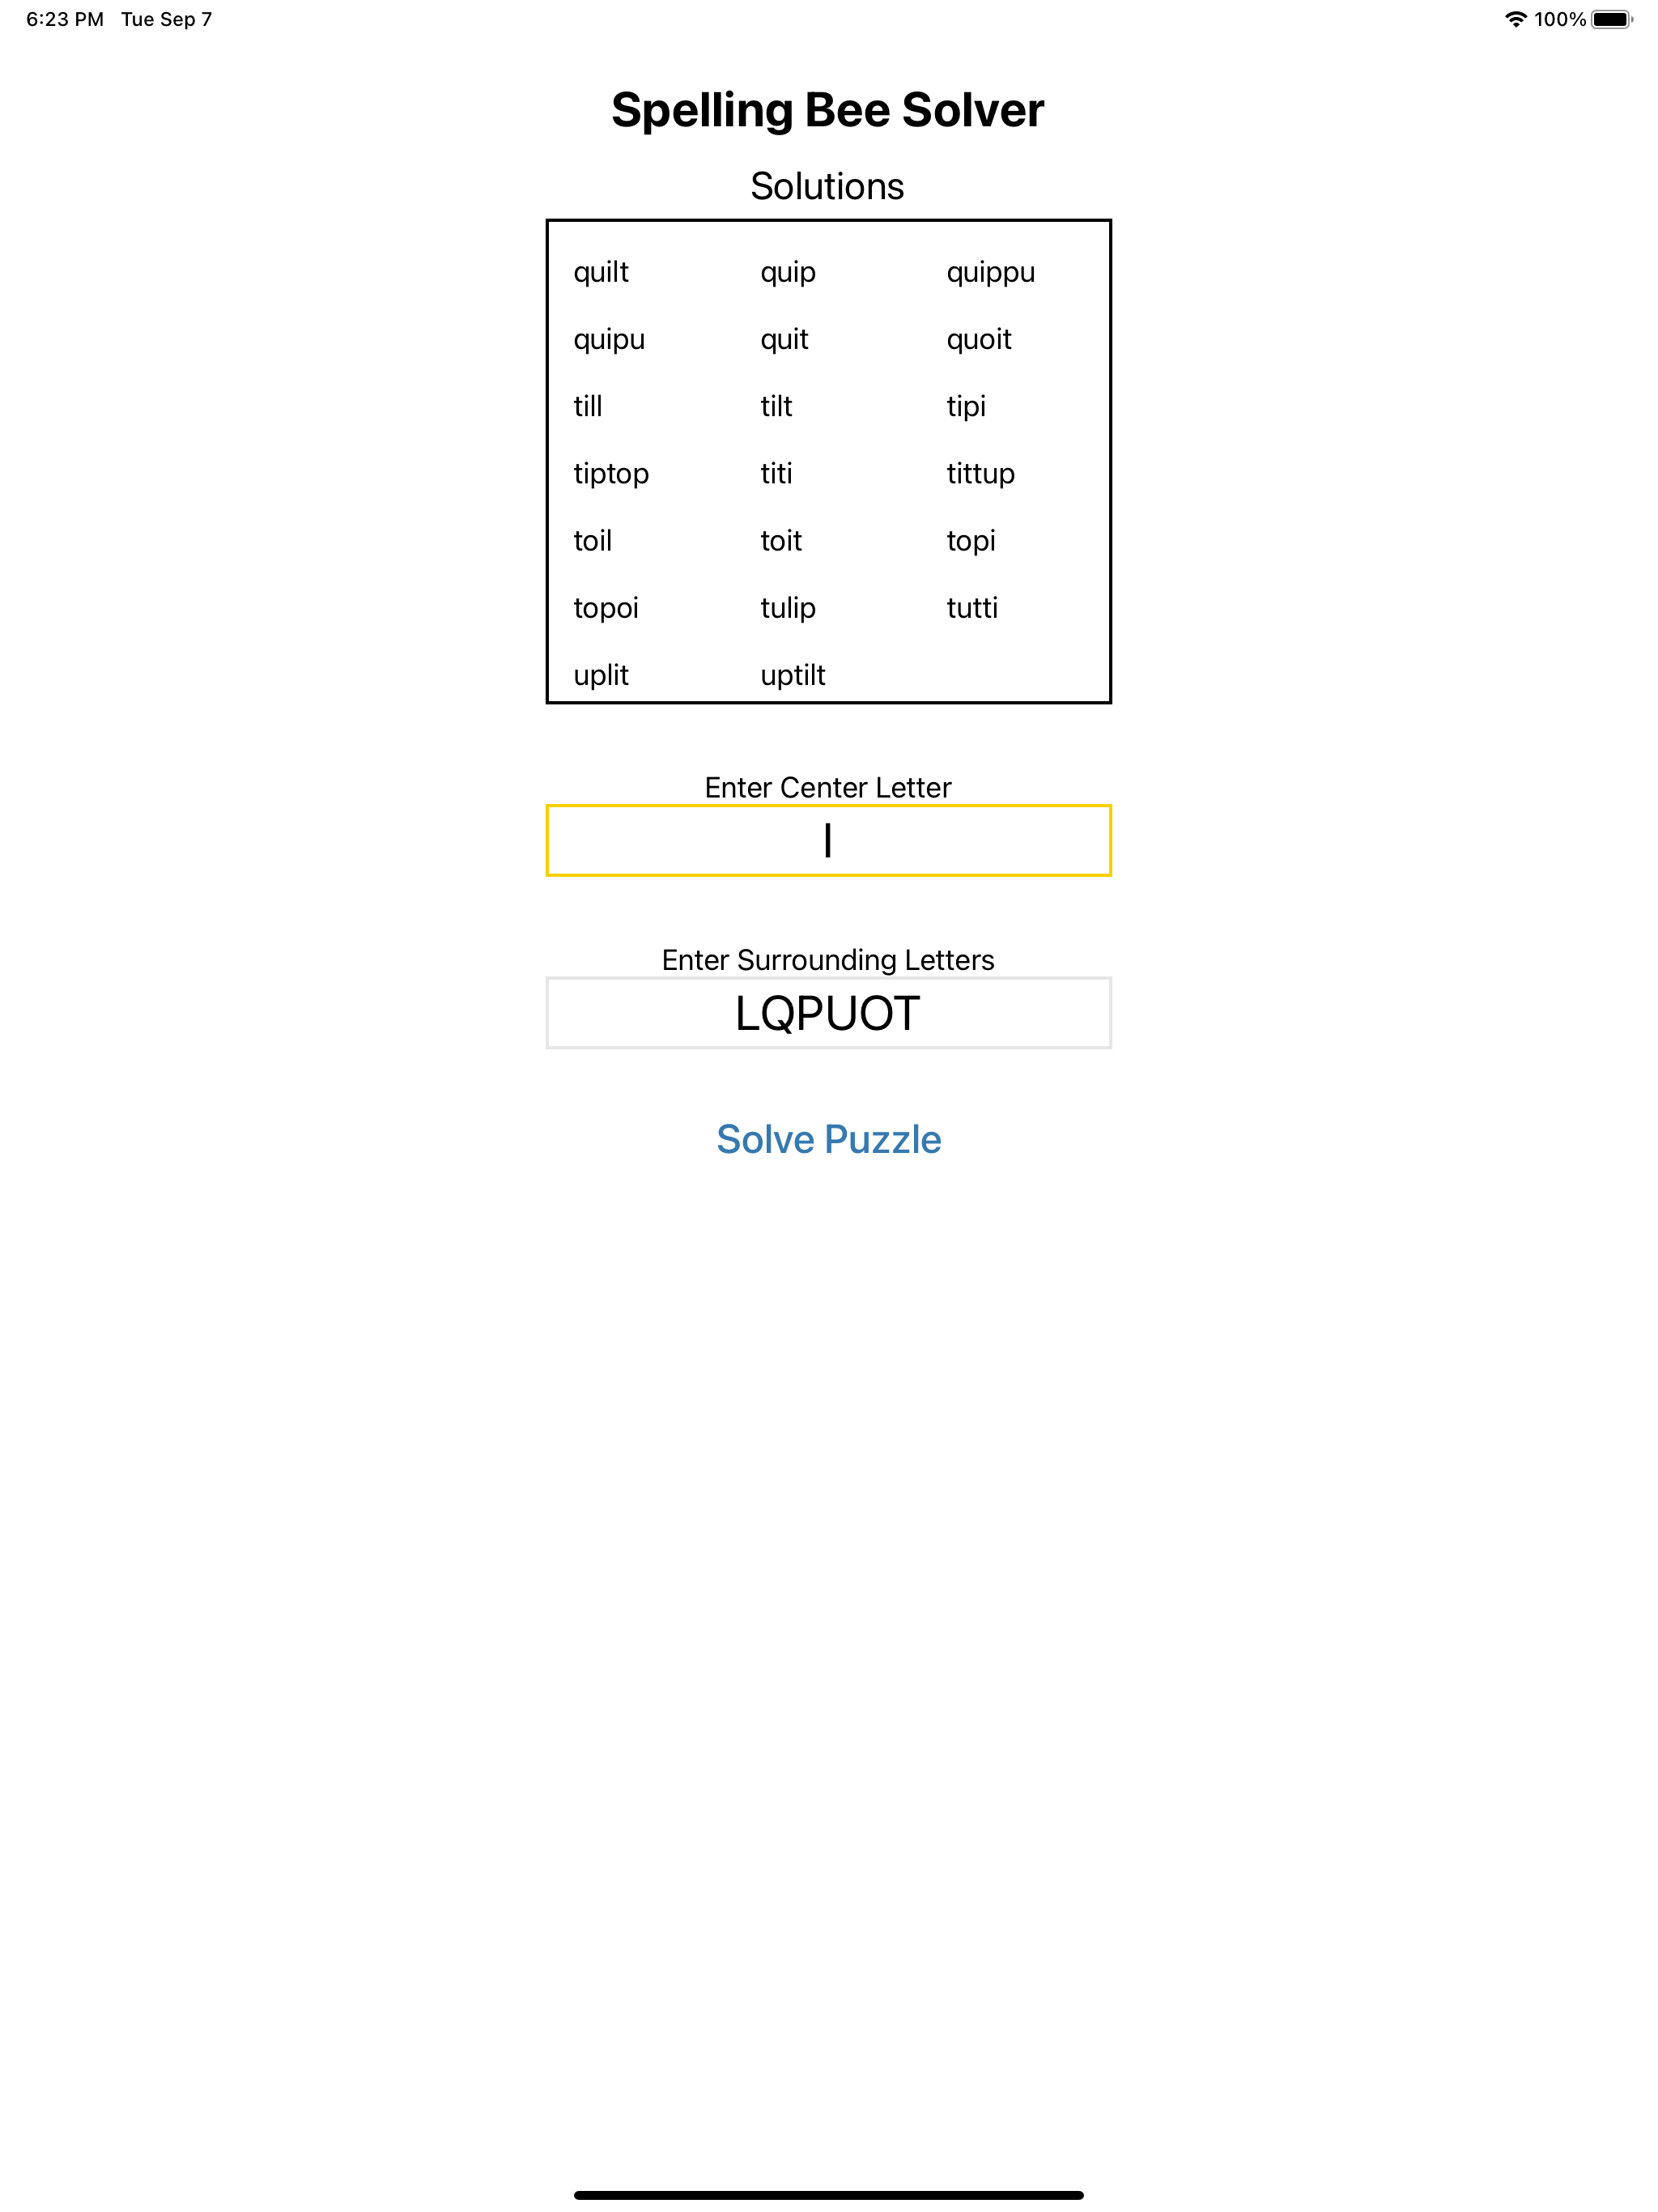 6:23 PM Tue Sep 7 100%
Spelling Bee Solver
Solutions
quilt quip quippu
quipu quit quoit
till tilt tipi
tiptop titi tittup
toil toit topi
topoi tulip tutti
uplit uptilt
Enter Center Letter
I
Enter Surrounding Letters
LQPUOT
Solve Puzzle